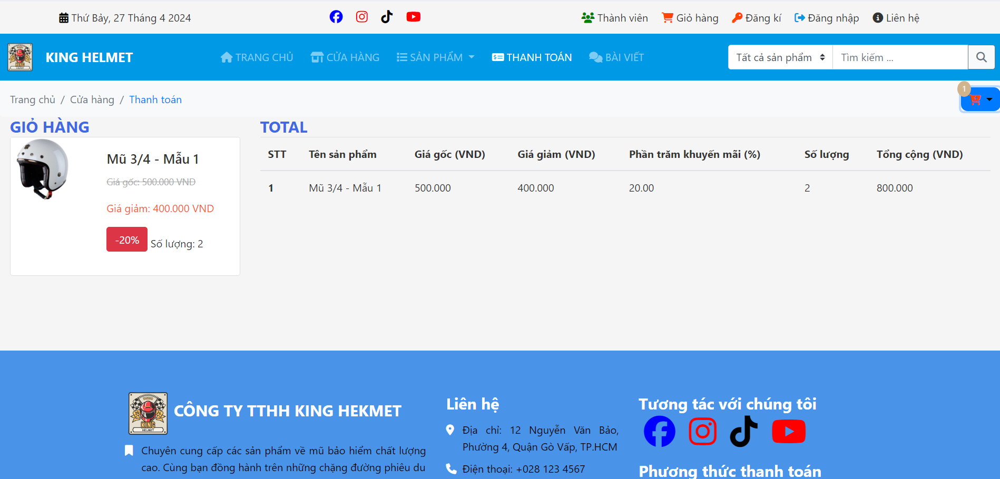 Thứ Bảy, 27 Tháng 4 2024
Thành viên Giỏ hàng Đăng kí Đăng nhập Liên hệ
KING HELMET
TRANG CHỦ CỬA HÀNG SẢN PHẨM THANH TOÁN BÀI VIẾT
Tất cả sản phẩm Tìm kiếm ...
Trang chủ / Cửa hàng / Thanh toán
1
GIỎ HÀNG
Mũ 3/4 - Mẫu 1
Giá gốc: 500.000 VND
Giá giảm: 400.000 VND
-20% Số lượng: 2
TOTAL
STT Tên sản phẩm Giá gốc (VND) Giá giảm (VND) Phần trăm khuyến mãi (%) Số lượng Tổng cộng (VND)
1 Mũ 3/4 - Mẫu 1 500.000 400.000 20.00 2 800.000
KING
HELMET
CÔNG TY TTHH KING HEKMET
Chuyên cung cấp các sản phẩm về mũ bảo hiểm chất lượng
cao. Cùng bạn đồng hành trên những chặng đường phiêu du
Liên hệ
Địa chỉ: 12 Nguyễn Văn Bảo,
Phường 4, Quận Gò Vấp, TP.HCM
Điện thoại: +028 123 4567
Tương tác với chúng tôi
Phương thức thanh toán